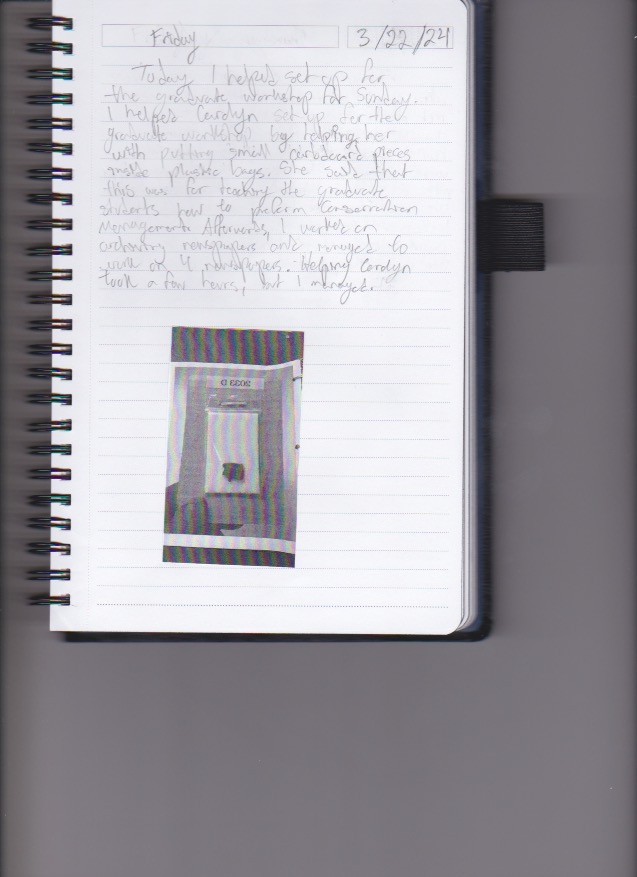 Friday
3/22/24
Today I helped set up for
the graduate workshop for Sunday.
I helped Carolyn set up for the
graduate workshop by helping her
with putting small cardboard pieces
inside plastic bags. She said that
this was for teaching the graduate
students how to preform Conservation
Management. Afterwards, I worked on
newspapers and managed to
work on 4 newspapers. Helping Carolyn
took a few hours, but I managed.
2033 D